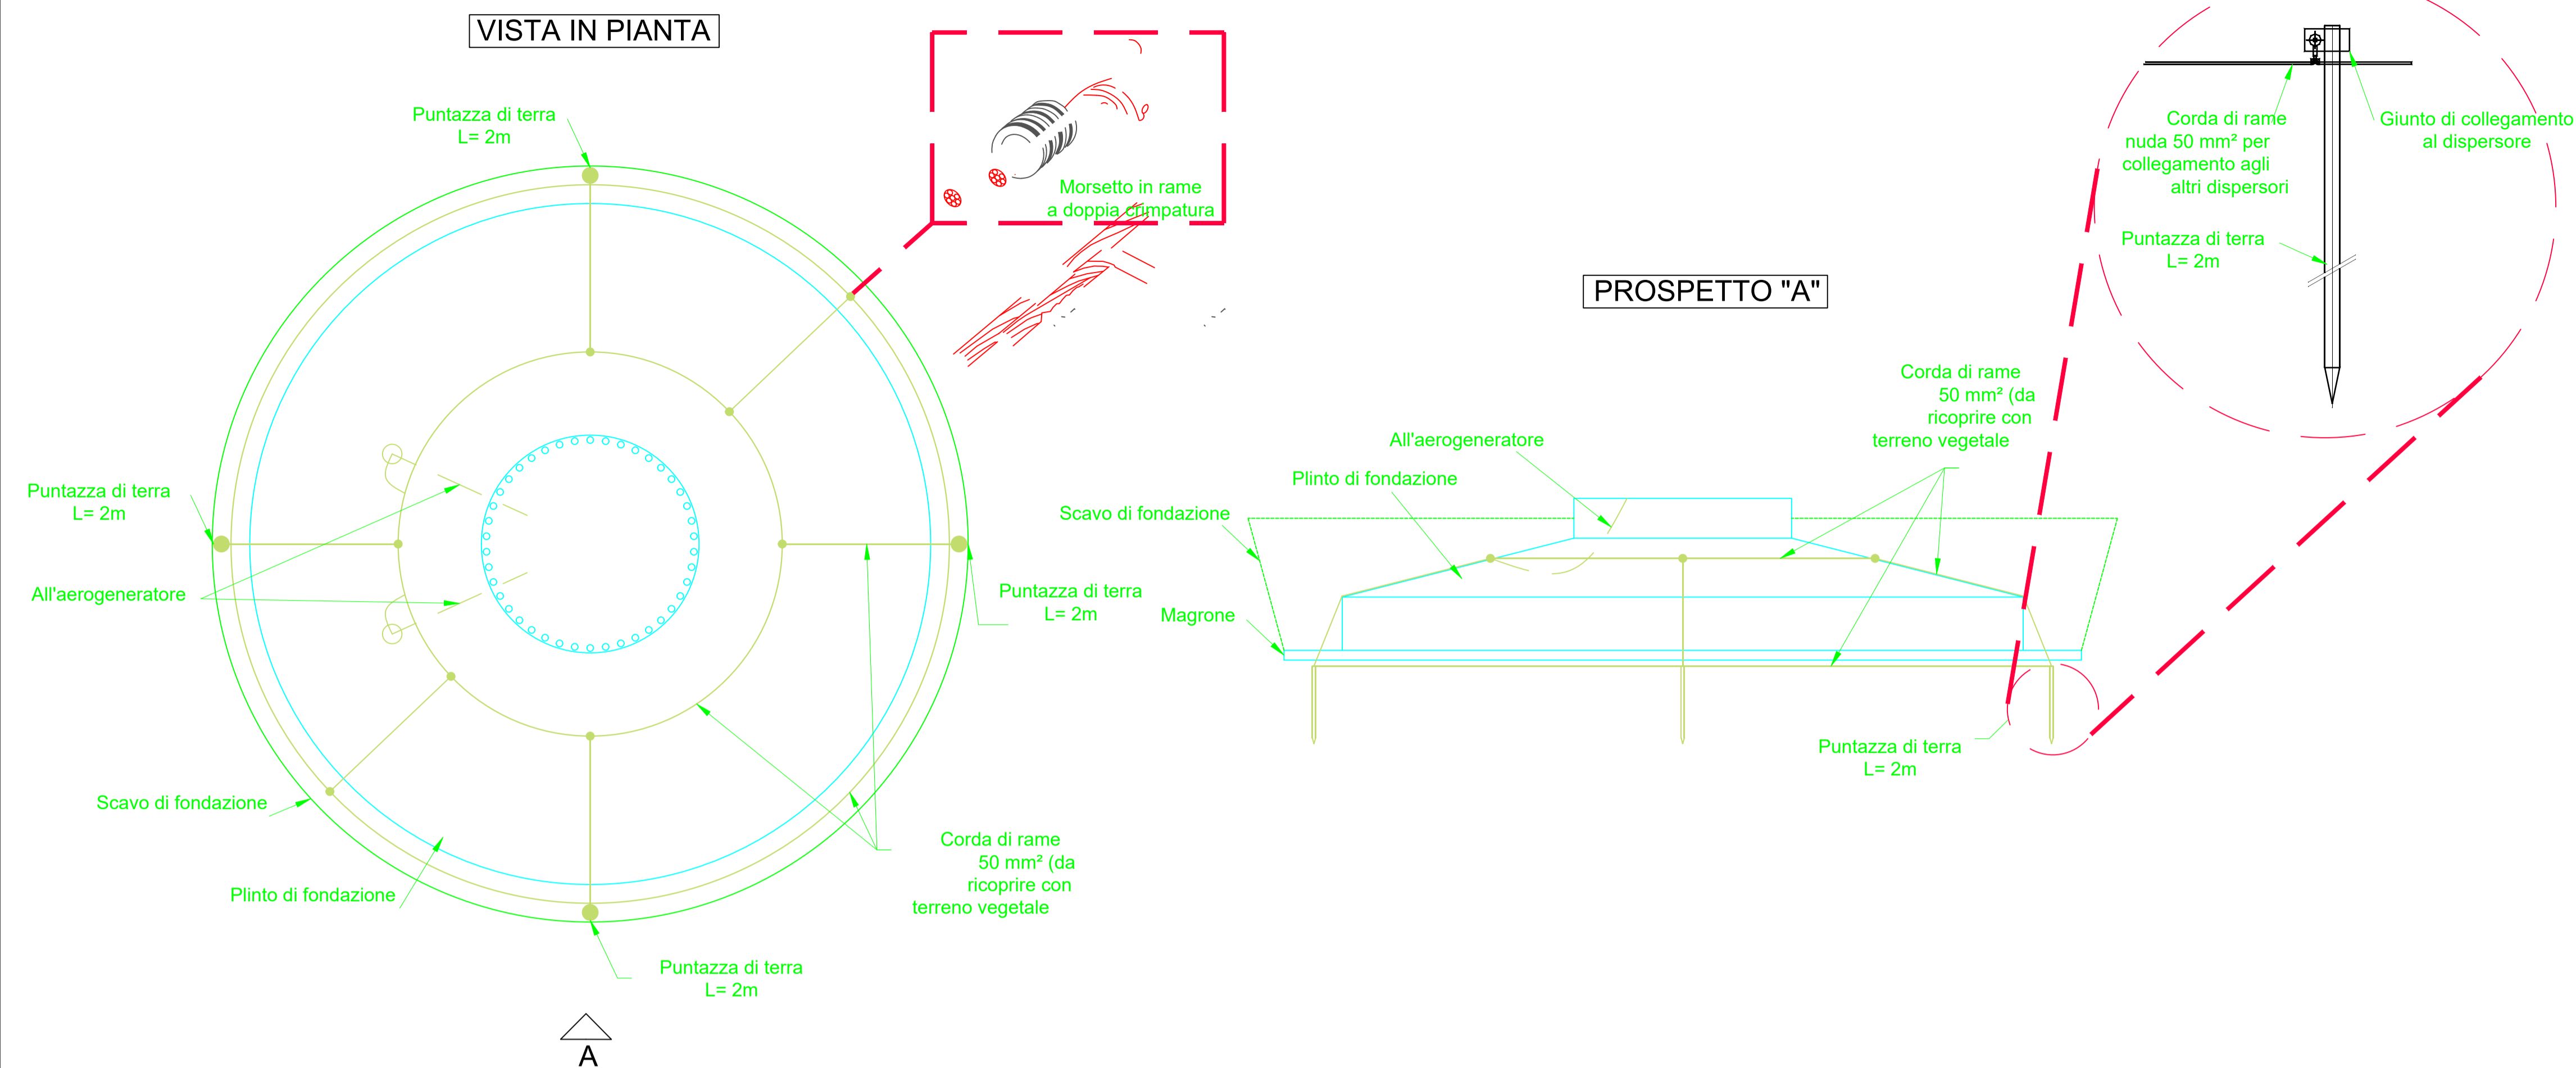 VISTA IN PIANTA
Puntazza di terra
L= 2m
Morsetto in rame
a doppia crimpatura
Puntazza di terra
L= 2m
All'aerogeneratore
Puntazza di terra
L= 2m
Scavo di fondazione
Plinto di fondazione
Corda di rame
50 mm² (da
ricoprire con
terreno vegetale
Puntazza di terra
L= 2m
A
PROSPETTO "A"
Corda di rame
50 mm² (da
ricoprire con
terreno vegetale
All'aerogeneratore
Plinto di fondazione
Scavo di fondazione
Magrone
Puntazza di terra
L= 2m
Corda di rame
nuda 50 mm² per
collegamento agli
altri dispersori
Giunto di collegamento
al dispersore
Puntazza di terra
L= 2m